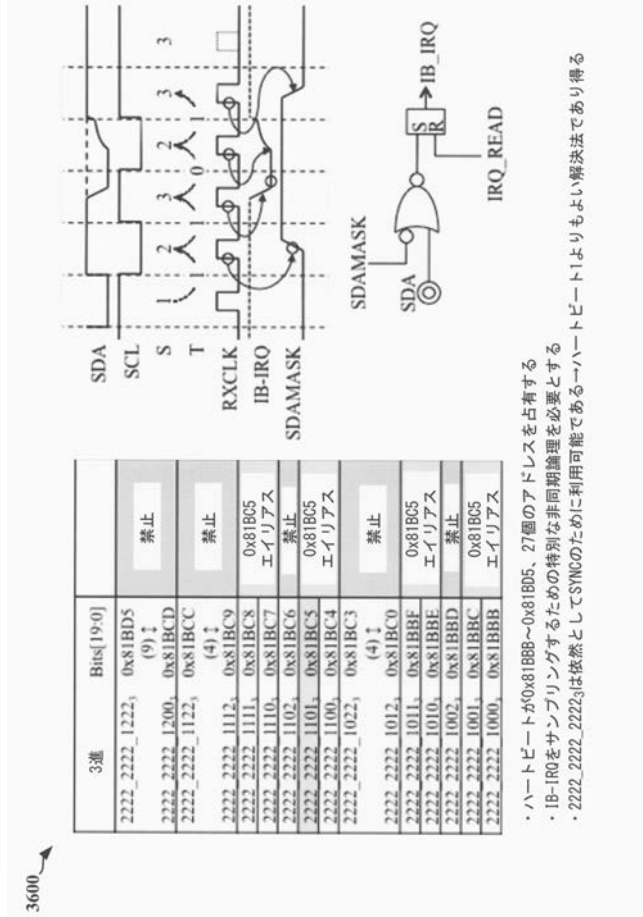 3600
3進 Bits[19:0]
2222_2222_1222₃ 0x81BD5
(9) ↕ 禁止
2222_2222_1200₃ 0x81BCD
2222_2222_1122₃ 0x81BCC
(4) ↕ 禁止
2222_2222_1112₃ 0x81BC9
2222_2222_1111₃ 0x81BC8 0x81BC5
2222_2222_1110₃ 0x81BC7 エイリアス
2222_2222_1102₃ 0x81BC6 禁止
2222_2222_1101₃ 0x81BC5 0x81BC5
2222_2222_1100₃ 0x81BC4 エイリアス
2222_2222_1022₃ 0x81BC3
(4) ↕ 禁止
2222_2222_1012₃ 0x81BC0
2222_2222_1011₃ 0x81BBF 0x81BC5
2222_2222_1010₃ 0x81BBE エイリアス
2222_2222_1002₃ 0x81BBD 禁止
2222_2222_1001₃ 0x81BBC 0x81BC5
2222_2222_1000₃ 0x81BBB エイリアス
SDA
SCL
S 1 2 3 2 3 3
T 1 1 0 1
RXCLK
IB-IRQ
SDAMASK
SDAMASK
SDA
S
R
IB_IRQ
IRQ_READ
・ハートビートが0x81BBB～0x81BD5、27個のアドレスを占有する
・IB-IRQをサンプリングするための特別な非同期論理を必要とする
・2222_2222_2222₃は依然としてSYNCのために利用可能である→ハートビート1よりもよい解決法であり得る